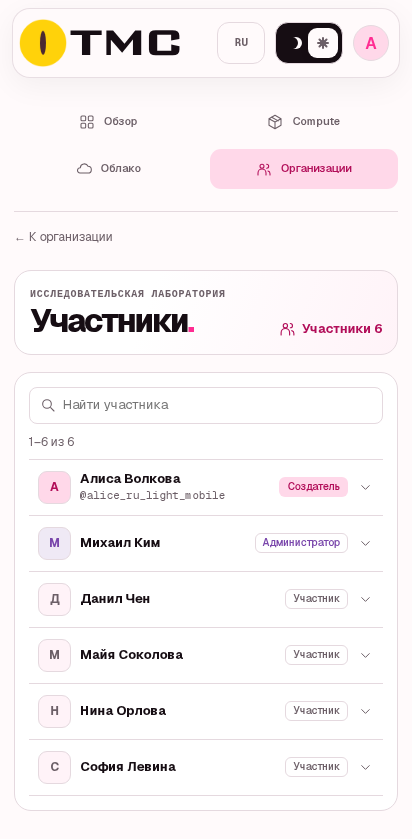 TMC
RU
A
Обзор
Compute
Облако
Организации
← К организации
ИССЛЕДОВАТЕЛЬСКАЯ ЛАБОРАТОРИЯ
Участники.
Участники 6
Найти участника
1–6 из 6
А
Алиса Волкова
@alice_ru_light_mobile
Создатель
М
Михаил Ким
Администратор
Д
Данил Чен
Участник
М
Майя Соколова
Участник
Н
Нина Орлова
Участник
С
София Левина
Участник